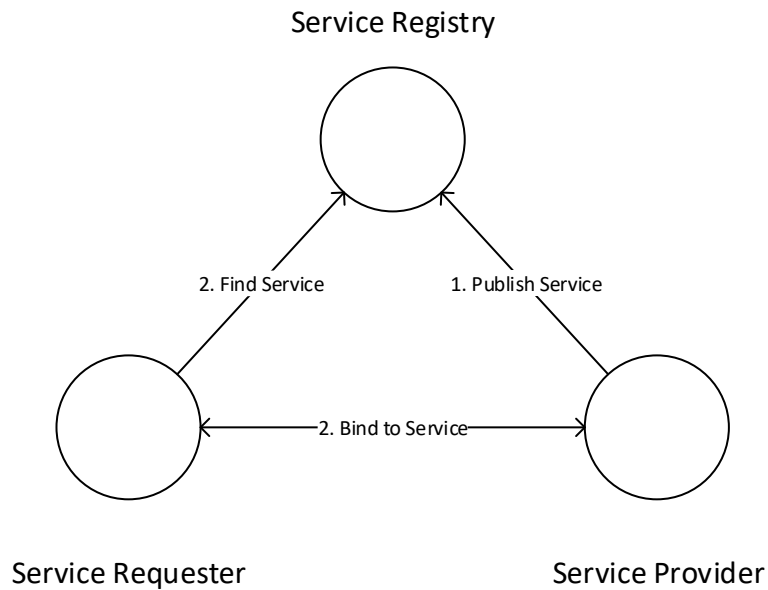 Service Registry
2. Find Service
1. Publish Service
2. Bind to Service
Service Requester
Service Provider